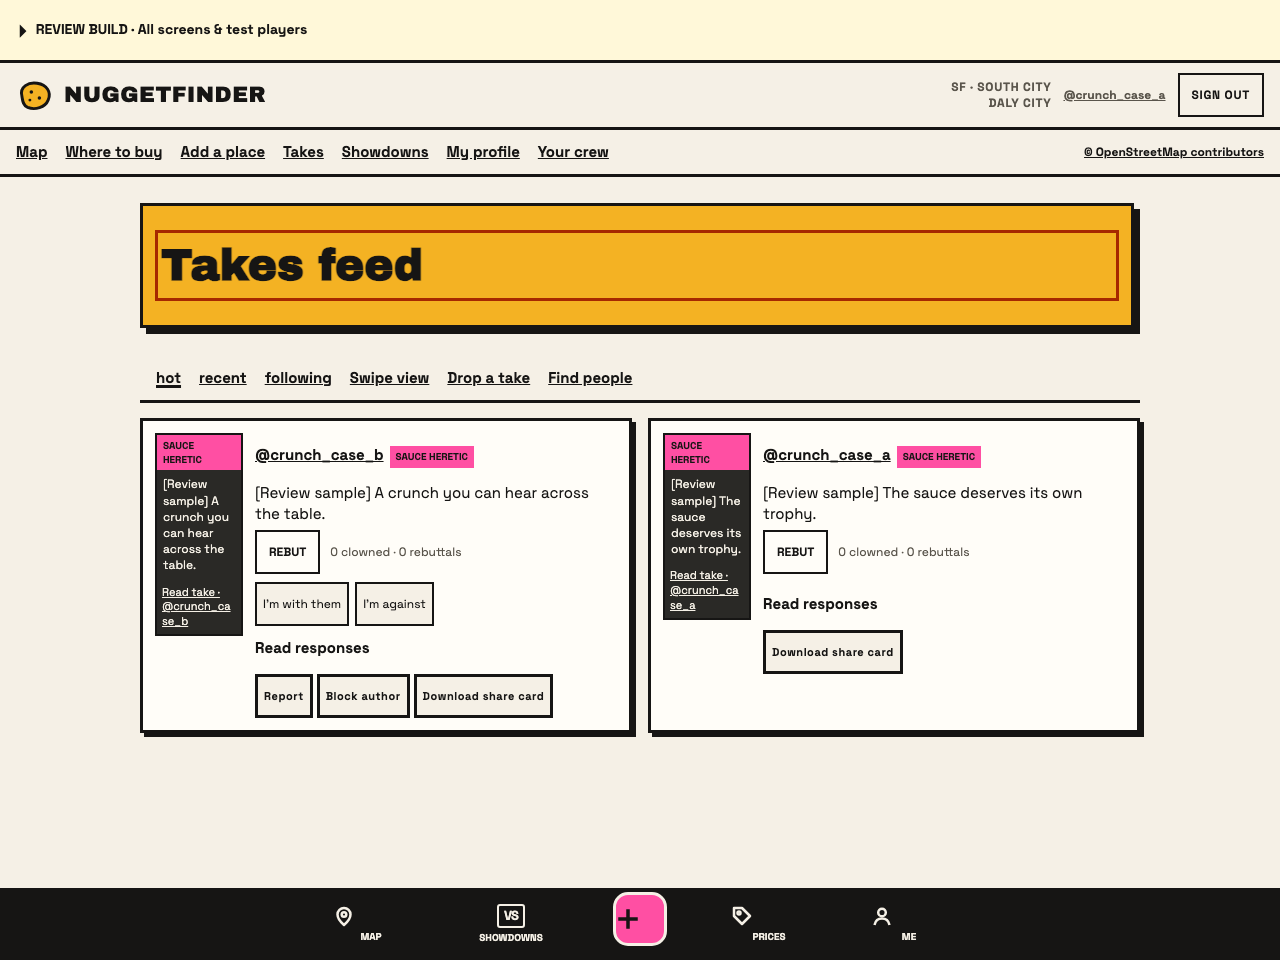 REVIEW BUILD · All screens & test players
NUGGETFINDER
SF · SOUTH CITY
DALY CITY
@crunch_case_a
SIGN OUT
Map Where to buy Add a place Takes Showdowns My profile Your crew
© OpenStreetMap contributors
Takes feed
hot recent following Swipe view Drop a take Find people
SAUCE
HERETIC
[Review
sample] A
crunch you
can hear
across the
table.
Read take ·
@crunch_ca
se_b
@crunch_case_b SAUCE HERETIC
[Review sample] A crunch you can hear across
the table.
REBUT 0 clowned · 0 rebuttals
I'm with them I'm against
Read responses
Report Block author Download share card
SAUCE
HERETIC
[Review
sample] The
sauce
deserves its
own trophy.
Read take ·
@crunch_ca
se_a
@crunch_case_a SAUCE HERETIC
[Review sample] The sauce deserves its own
trophy.
REBUT 0 clowned · 0 rebuttals
Read responses
Download share card
MAP
VS
SHOWDOWNS
PRICES
ME